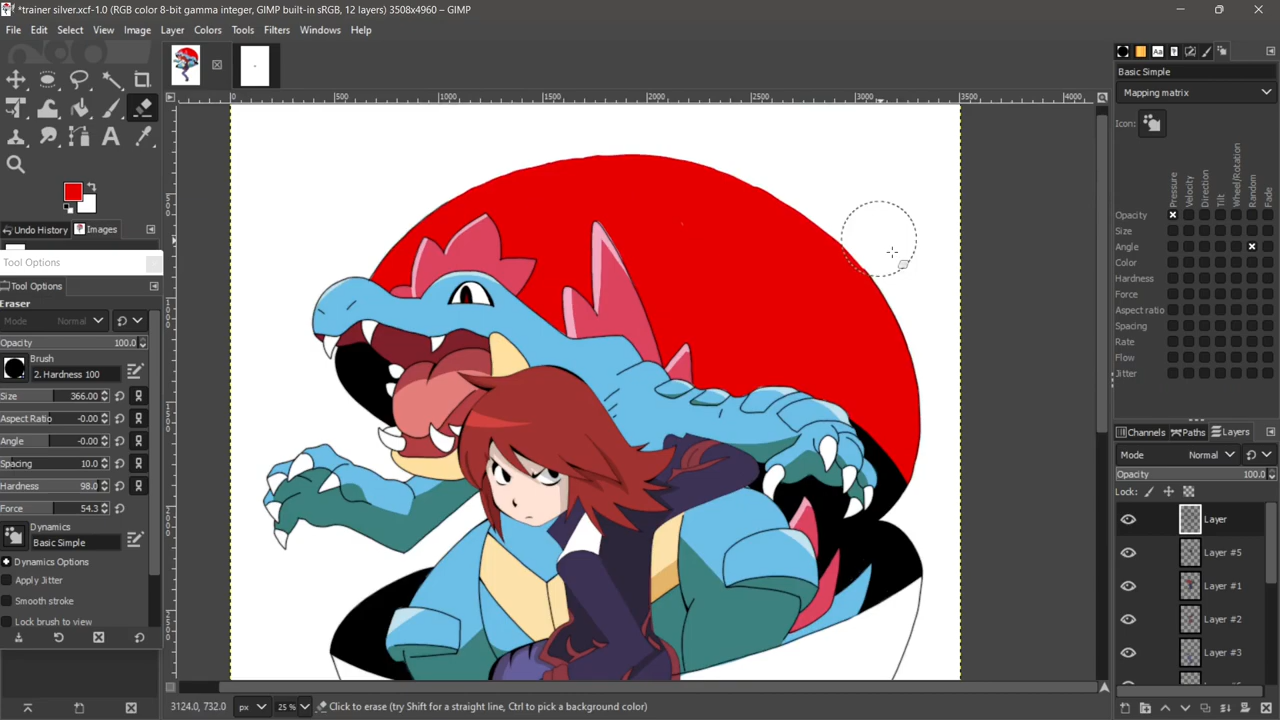 *trainer silver.xcf-1.0 (RGB color 8-bit gamma integer, GIMP built-in sRGB, 12 layers) 3508x4960 – GIMP
File Edit Select View Image Layer Colors Tools Filters Windows Help
0 500 1000 1500 2000 2500 3000 3500 4000
500
1000
1500
2000
2500
Undo History Images
Tool Options
Tool Options
Eraser
Mode Normal
Opacity 100.0
Brush
2. Hardness 100
Size 366.00
Aspect Ratio -0.00
Angle -0.00
Spacing 10.0
Hardness 98.0
Force 54.3
Dynamics
Basic Simple
Dynamics Options
Apply Jitter
Smooth stroke
Lock brush to view
Aa
Basic Simple
Mapping matrix
Icon:
Pressure Velocity Direction Tilt Wheel/Rotation Random Fade
Opacity
Size
Angle
Color
Hardness
Force
Aspect ratio
Spacing
Rate
Flow
Jitter
Channels Paths Layers
Mode Normal
Opacity 100.0
Lock:
Layer
Layer #5
Layer #1
Layer #2
Layer #3
3124.0, 732.0 px 25 % Click to erase (try Shift for a straight line, Ctrl to pick a background color)